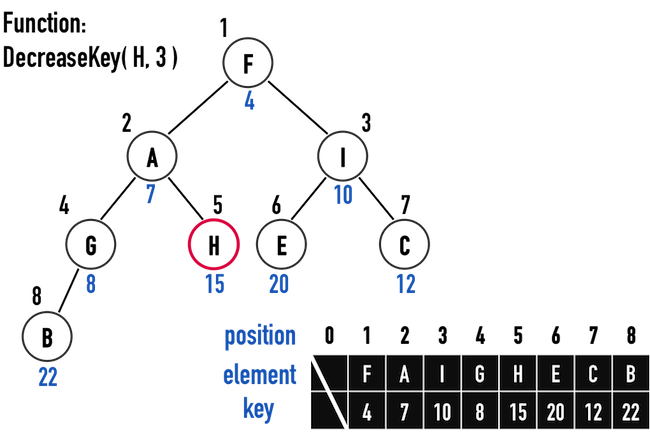 Function:
DecreaseKey( H, 3 )
1
F
4
2
A
7
3
I
10
4
G
8
5
H
15
6
E
20
7
C
12
8
B
22
position 0 1 2 3 4 5 6 7 8
element F A I G H E C B
key 4 7 10 8 15 20 12 22